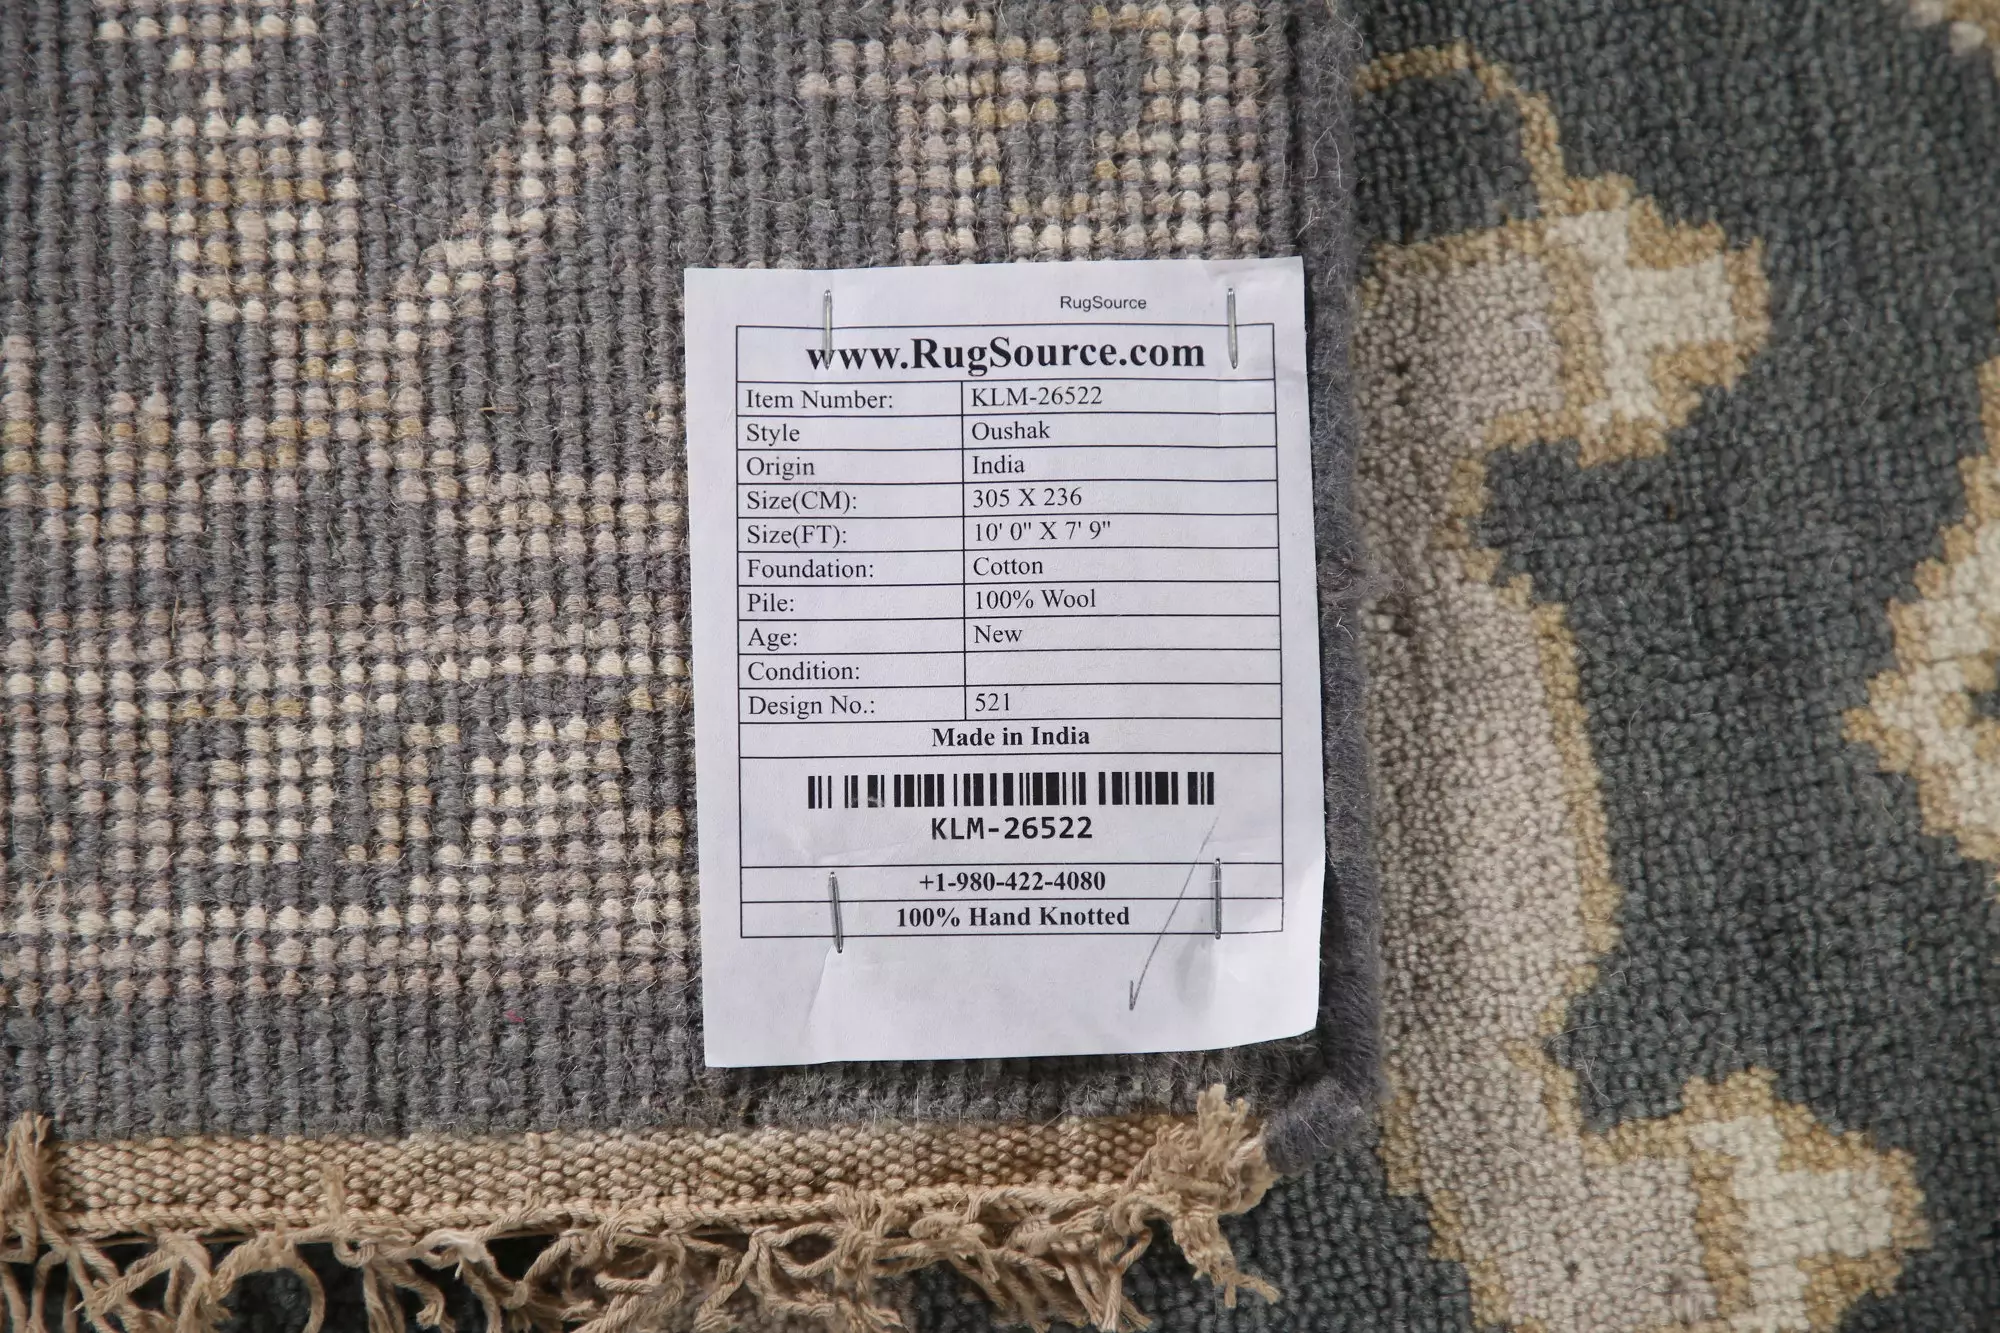 RugSource
www.RugSource.com
Item Number: KLM-26522
Style Oushak
Origin India
Size(CM): 305 X 236
Size(FT): 10' 0" X 7' 9"
Foundation: Cotton
Pile: 100% Wool
Age: New
Condition:
Design No.: 521
Made in India
KLM-26522
+1-980-422-4080
100% Hand Knotted